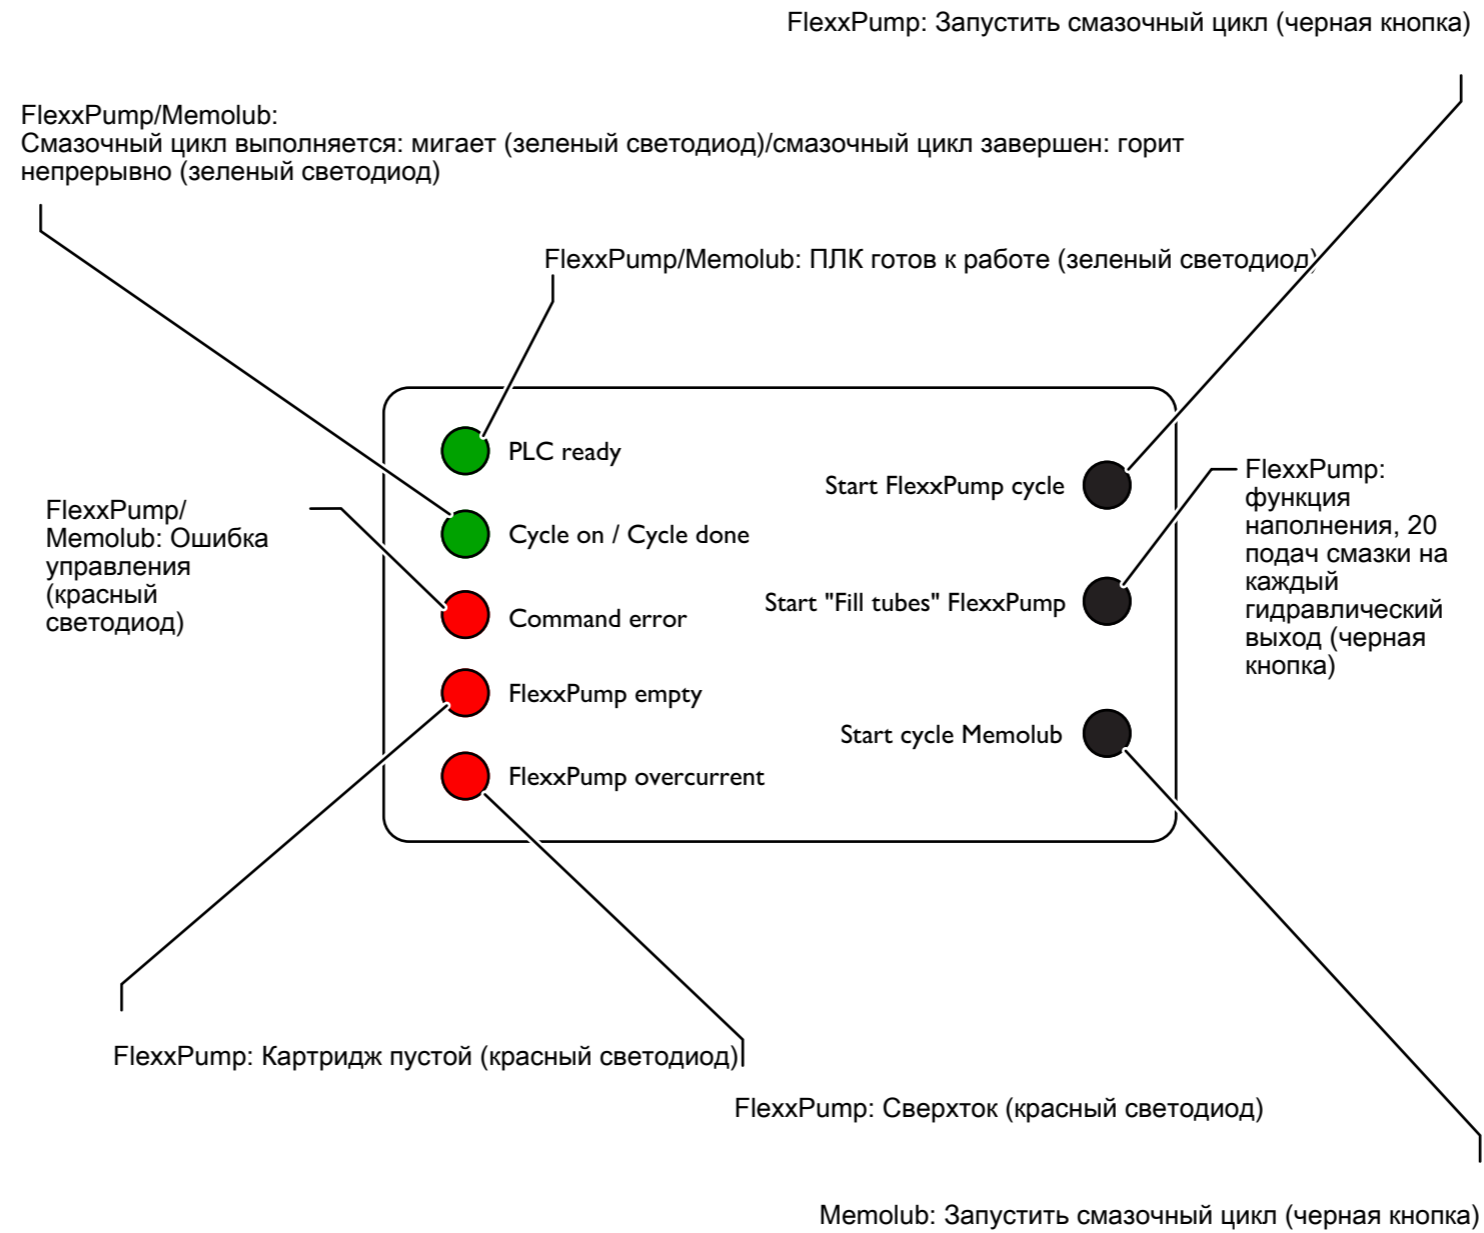 FlexxPump: Запустить смазочный цикл (черная кнопка)
FlexxPump/Memolub:
Смазочный цикл выполняется: мигает (зеленый светодиод)/смазочный цикл завершен: горит
непрерывно (зеленый светодиод)
FlexxPump/Memolub: ПЛК готов к работе (зеленый светодиод)
PLC ready
Cycle on / Cycle done
Command error
FlexxPump empty
FlexxPump overcurrent
Start FlexxPump cycle
Start "Fill tubes" FlexxPump
Start cycle Memolub
FlexxPump/
Memolub: Ошибка
управления
(красный
светодиод)
FlexxPump:
функция
наполнения, 20
подач смазки на
каждый
гидравлический
выход (черная
кнопка)
FlexxPump: Картридж пустой (красный светодиод)
FlexxPump: Сверхток (красный светодиод)
Memolub: Запустить смазочный цикл (черная кнопка)